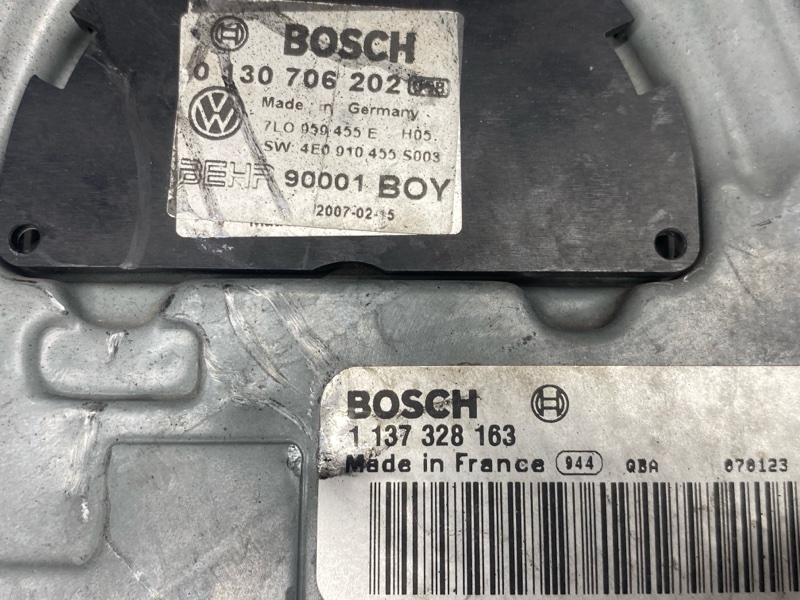 BOSCH
0 130 706 202
Made in Germany
7L0 959 455 E H05
SW: 4E0 910 455 S003
BEHR 90001 BOY
2007-02-15
BOSCH
1 137 328 163
Made in France 944 QBA 070123